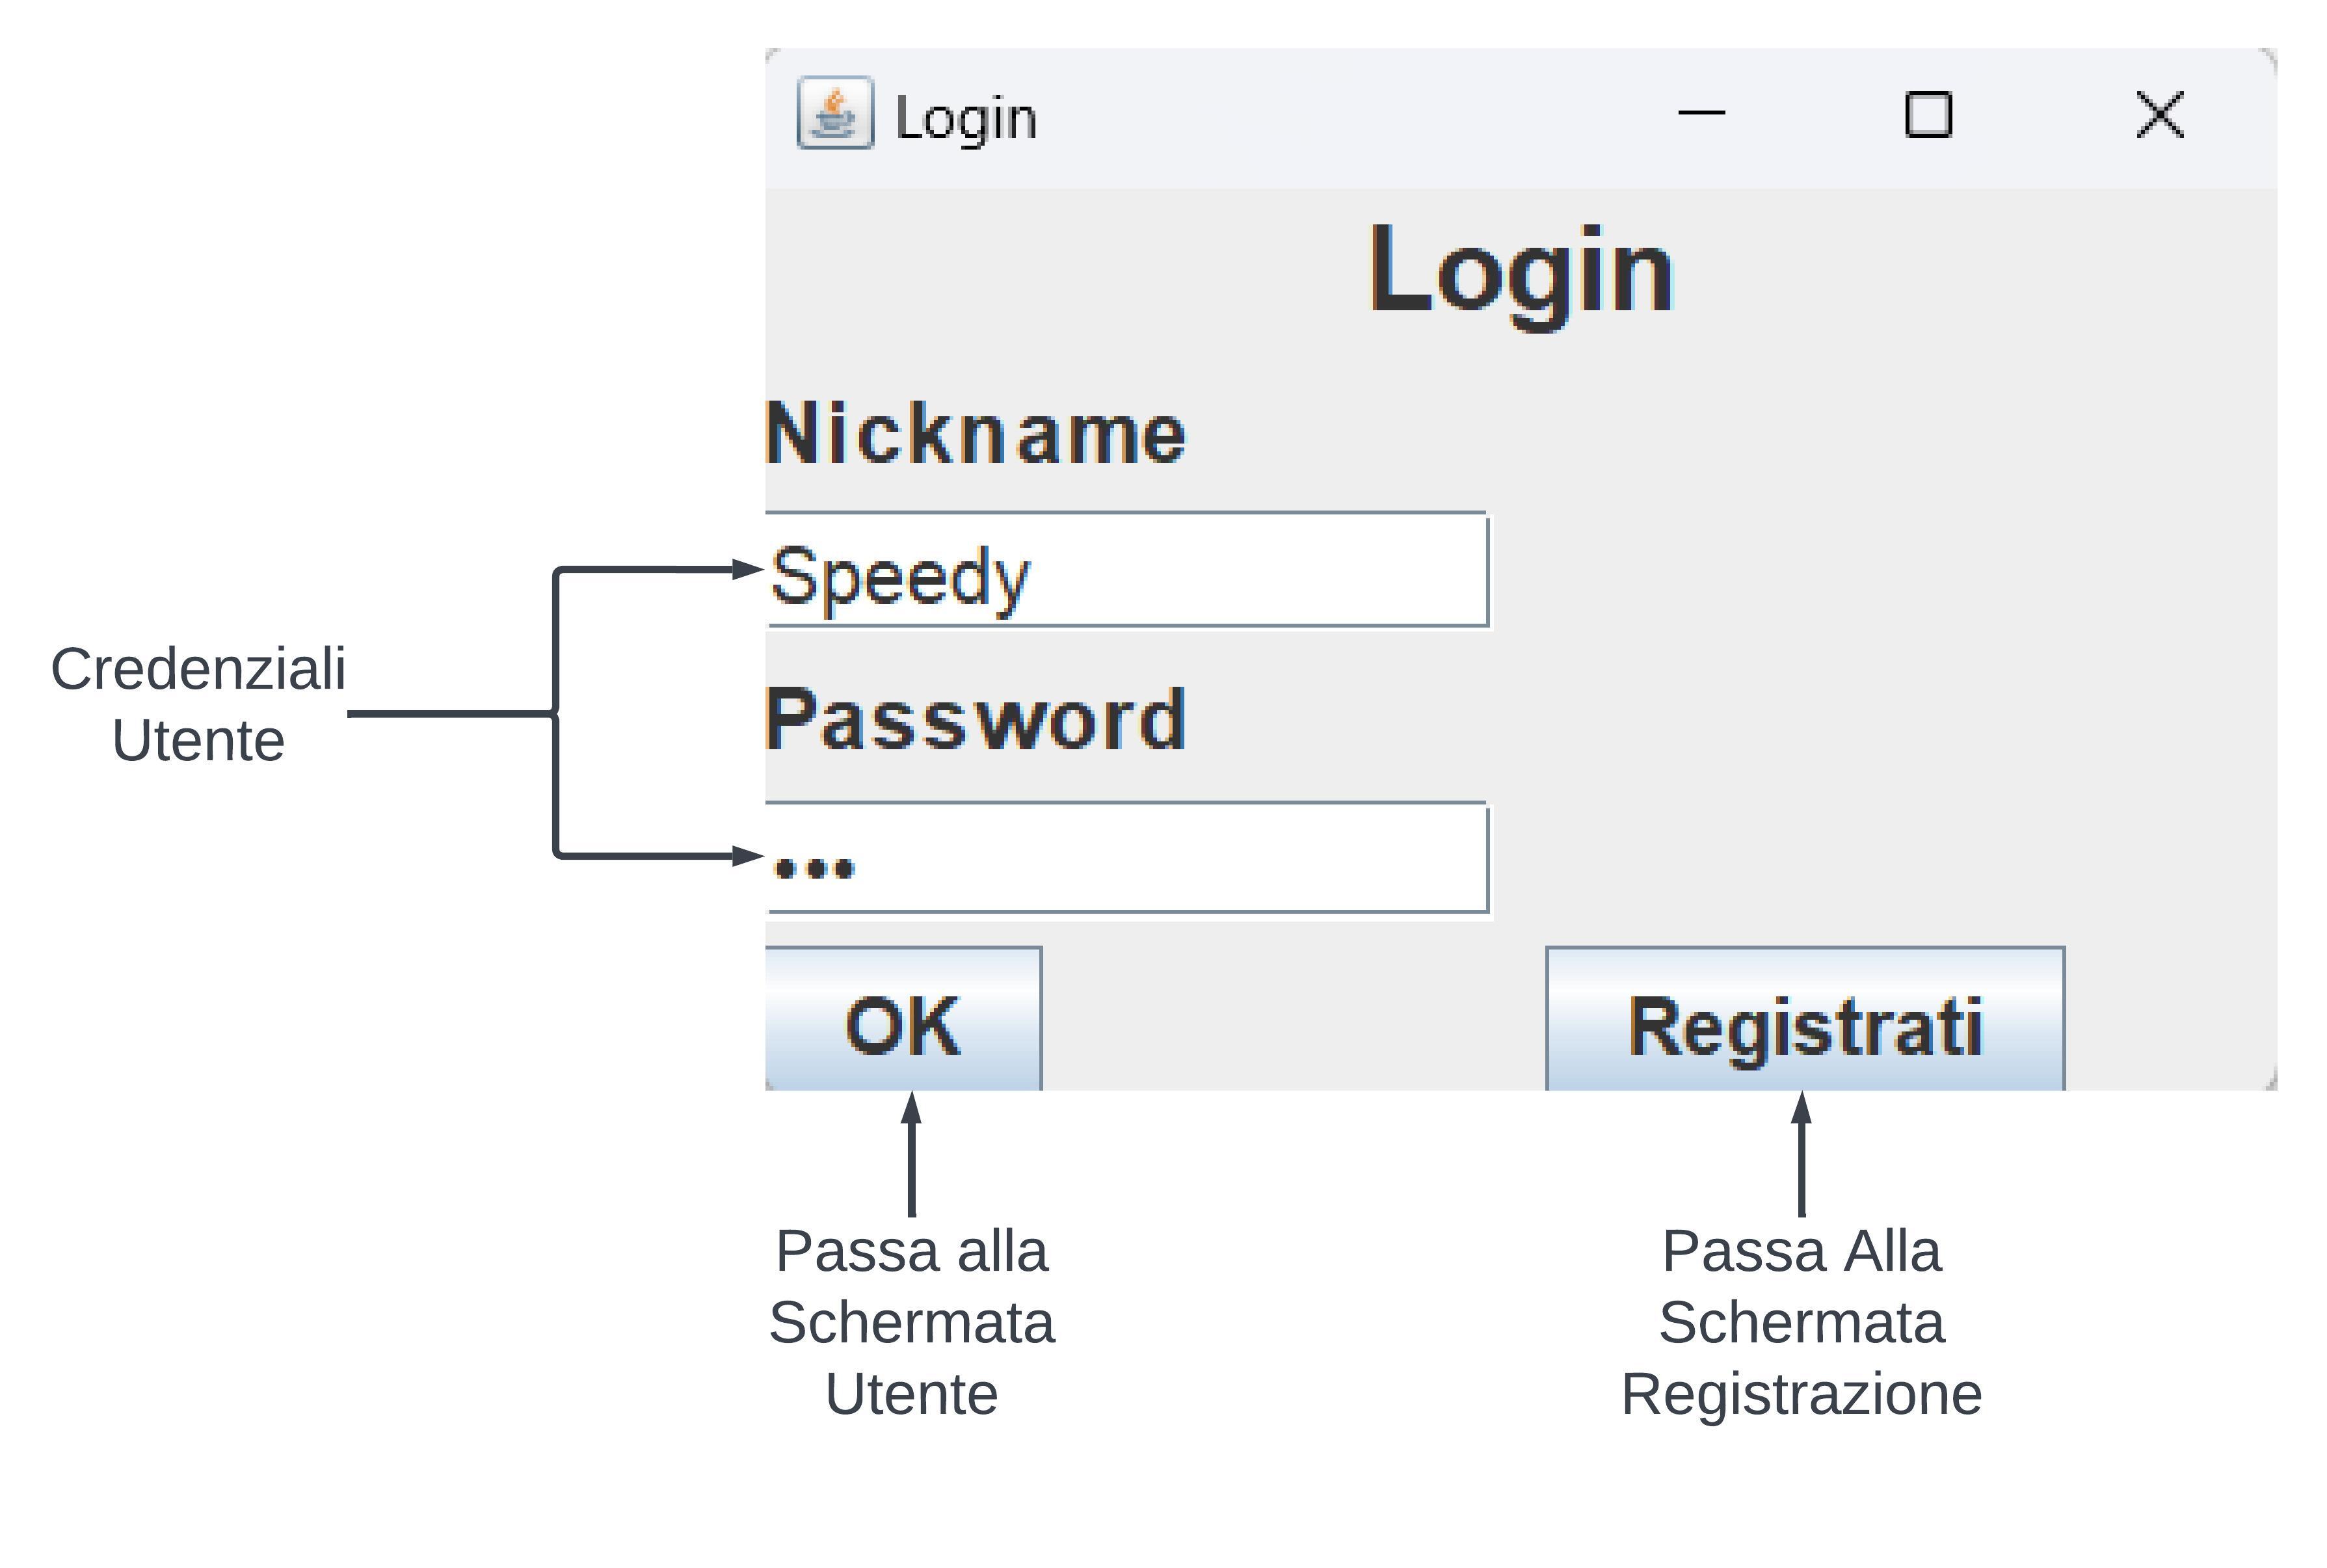 Login
Login
Nickname
Speedy
Credenziali
Utente
Password
•••
OK
Registrati
Passa alla
Schermata
Utente
Passa Alla
Schermata
Registrazione